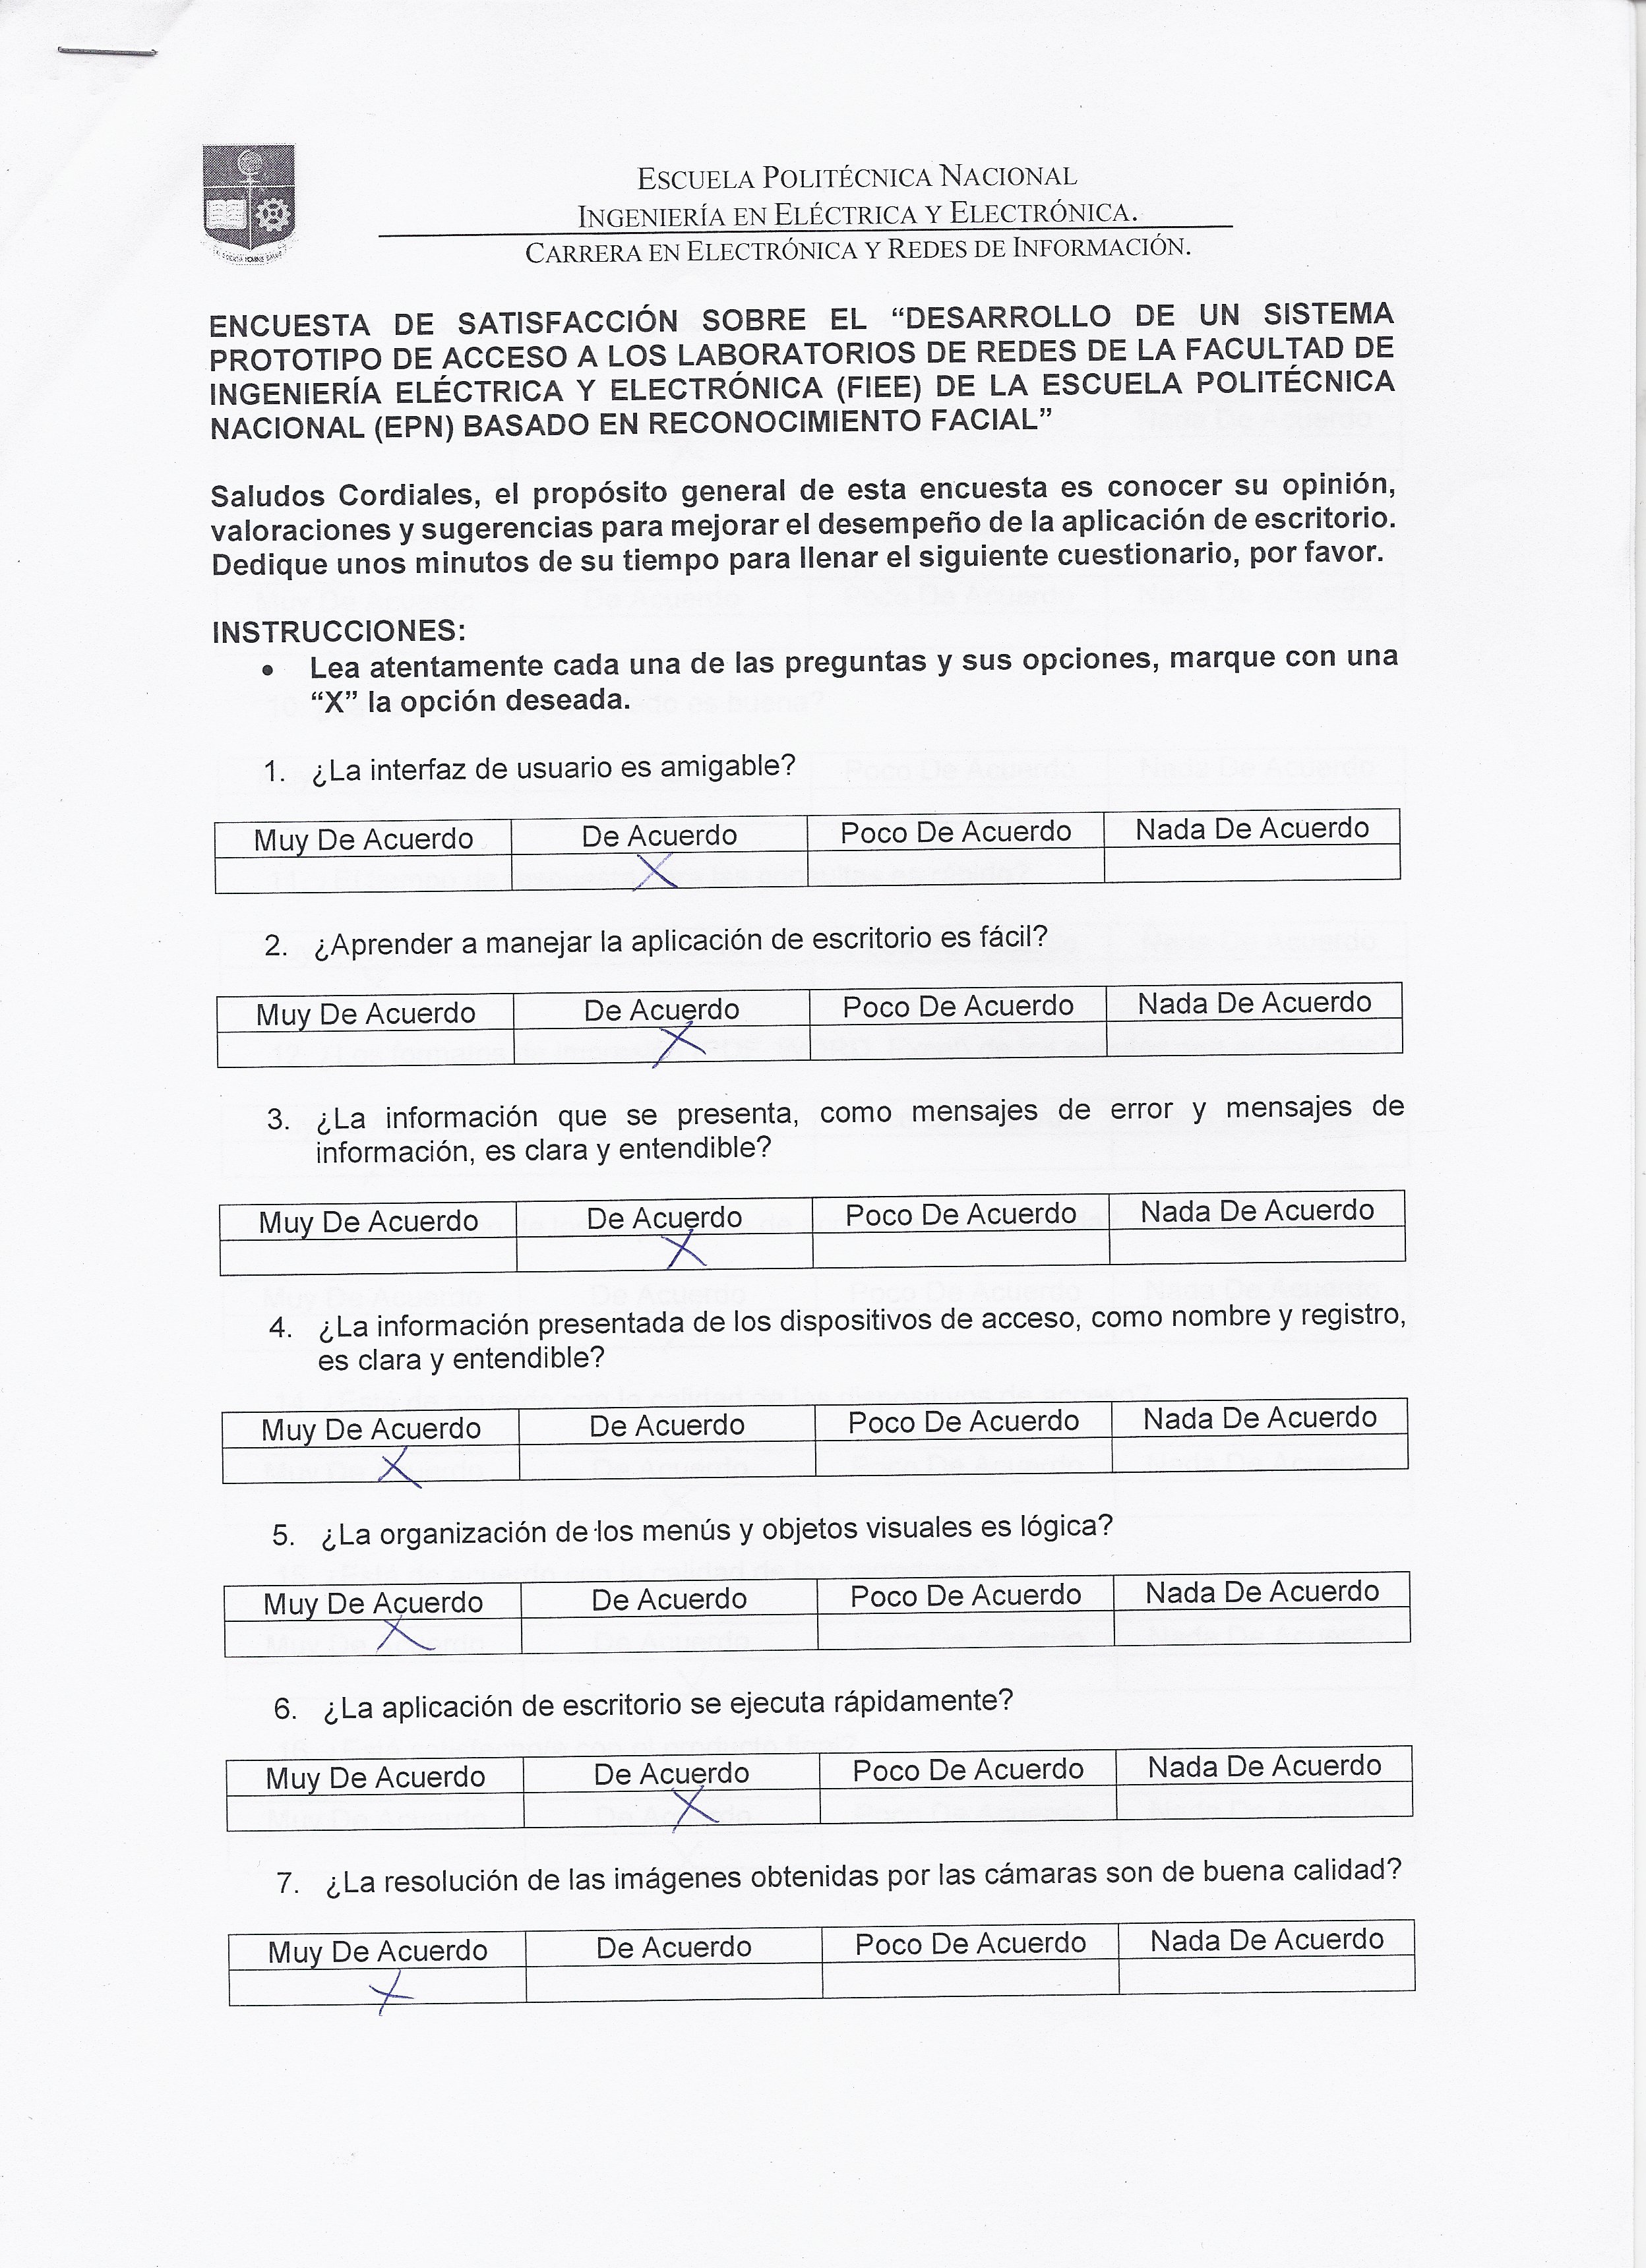 ESCUELA POLITÉCNICA NACIONAL
INGENIERÍA EN ELÉCTRICA Y ELECTRÓNICA.
CARRERA EN ELECTRÓNICA Y REDES DE INFORMACIÓN.
ENCUESTA DE SATISFACCIÓN SOBRE EL “DESARROLLO DE UN SISTEMA
PROTOTIPO DE ACCESO A LOS LABORATORIOS DE REDES DE LA FACULTAD DE
INGENIERÍA ELÉCTRICA Y ELECTRÓNICA (FIEE) DE LA ESCUELA POLITÉCNICA
NACIONAL (EPN) BASADO EN RECONOCIMIENTO FACIAL”
Saludos Cordiales, el propósito general de esta encuesta es conocer su opinión,
valoraciones y sugerencias para mejorar el desempeño de la aplicación de escritorio.
Dedique unos minutos de su tiempo para llenar el siguiente cuestionario, por favor.
INSTRUCCIONES:
• Lea atentamente cada una de las preguntas y sus opciones, marque con una
“X” la opción deseada.
1. ¿La interfaz de usuario es amigable?
Muy De Acuerdo De Acuerdo Poco De Acuerdo Nada De Acuerdo
X
2. ¿Aprender a manejar la aplicación de escritorio es fácil?
Muy De Acuerdo De Acuerdo Poco De Acuerdo Nada De Acuerdo
X
3. ¿La información que se presenta, como mensajes de error y mensajes de
información, es clara y entendible?
Muy De Acuerdo De Acuerdo Poco De Acuerdo Nada De Acuerdo
X
4. ¿La información presentada de los dispositivos de acceso, como nombre y registro,
es clara y entendible?
Muy De Acuerdo De Acuerdo Poco De Acuerdo Nada De Acuerdo
X
5. ¿La organización de los menús y objetos visuales es lógica?
Muy De Acuerdo De Acuerdo Poco De Acuerdo Nada De Acuerdo
X
6. ¿La aplicación de escritorio se ejecuta rápidamente?
Muy De Acuerdo De Acuerdo Poco De Acuerdo Nada De Acuerdo
X
7. ¿La resolución de las imágenes obtenidas por las cámaras son de buena calidad?
Muy De Acuerdo De Acuerdo Poco De Acuerdo Nada De Acuerdo
X